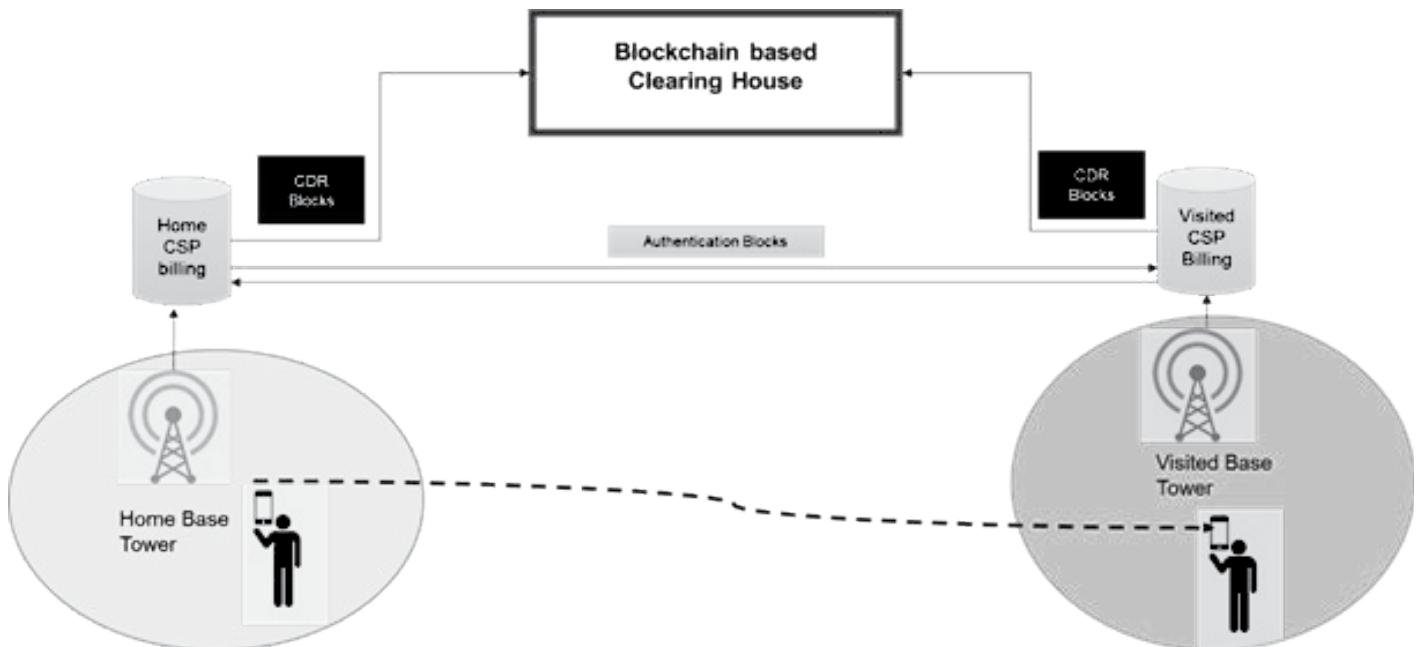 Blockchain based
Clearing House
CDR
Blocks
CDR
Blocks
Home
CSP
billing
Authentication Blocks
Visited
CSP
Billing
Home Base
Tower
Visited Base
Tower